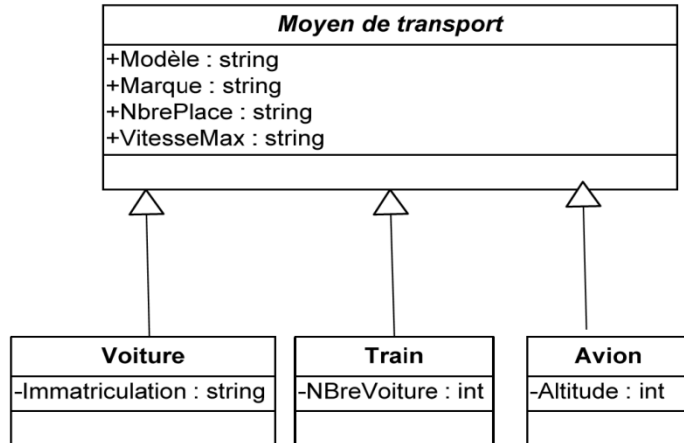 Moyen de transport
+Modèle : string
+Marque : string
+NbrePlace : string
+VitesseMax : string
Voiture
-Immatriculation : string
Train
-NBreVoiture : int
Avion
-Altitude : int